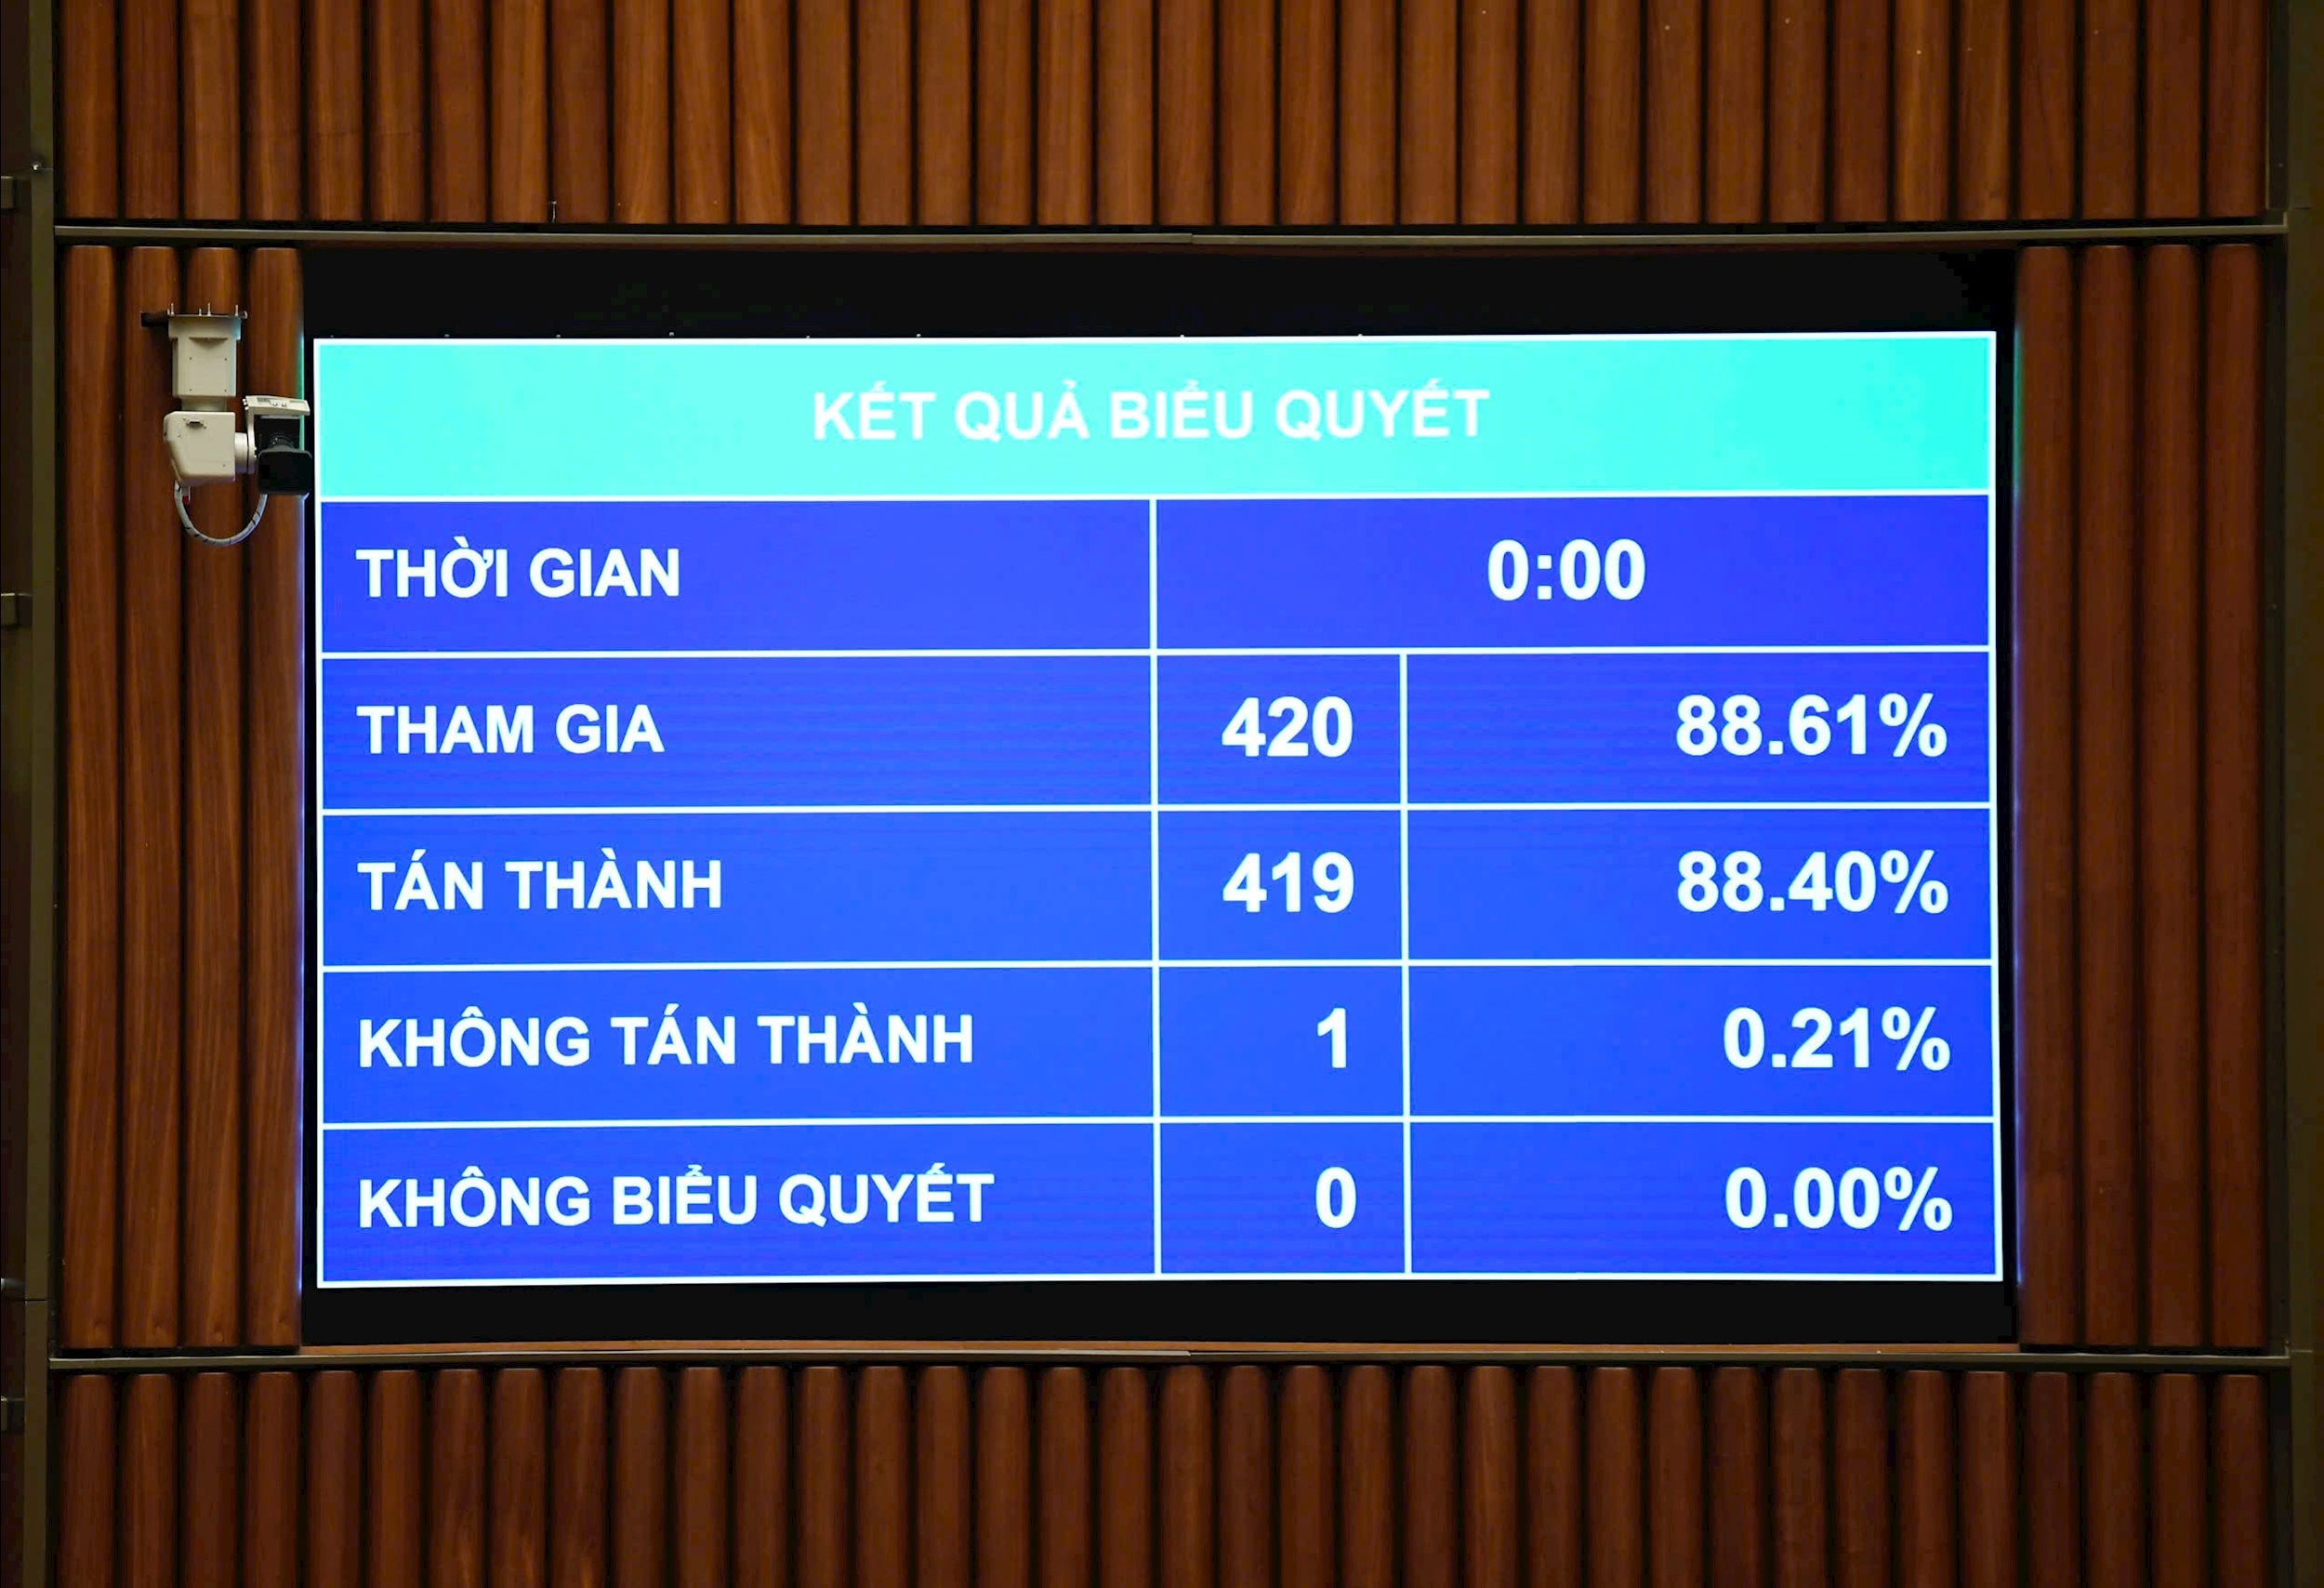 KẾT QUẢ BIỂU QUYẾT
THỜI GIAN 0:00
THAM GIA 420 88.61%
TÁN THÀNH 419 88.40%
KHÔNG TÁN THÀNH 1 0.21%
KHÔNG BIỂU QUYẾT 0 0.00%